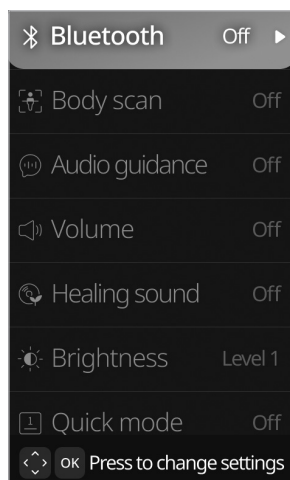 Bluetooth Off
Body scan Off
Audio guidance Off
Volume Off
Healing sound Off
Brightness Level 1
1 Quick mode Off
OK Press to change settings